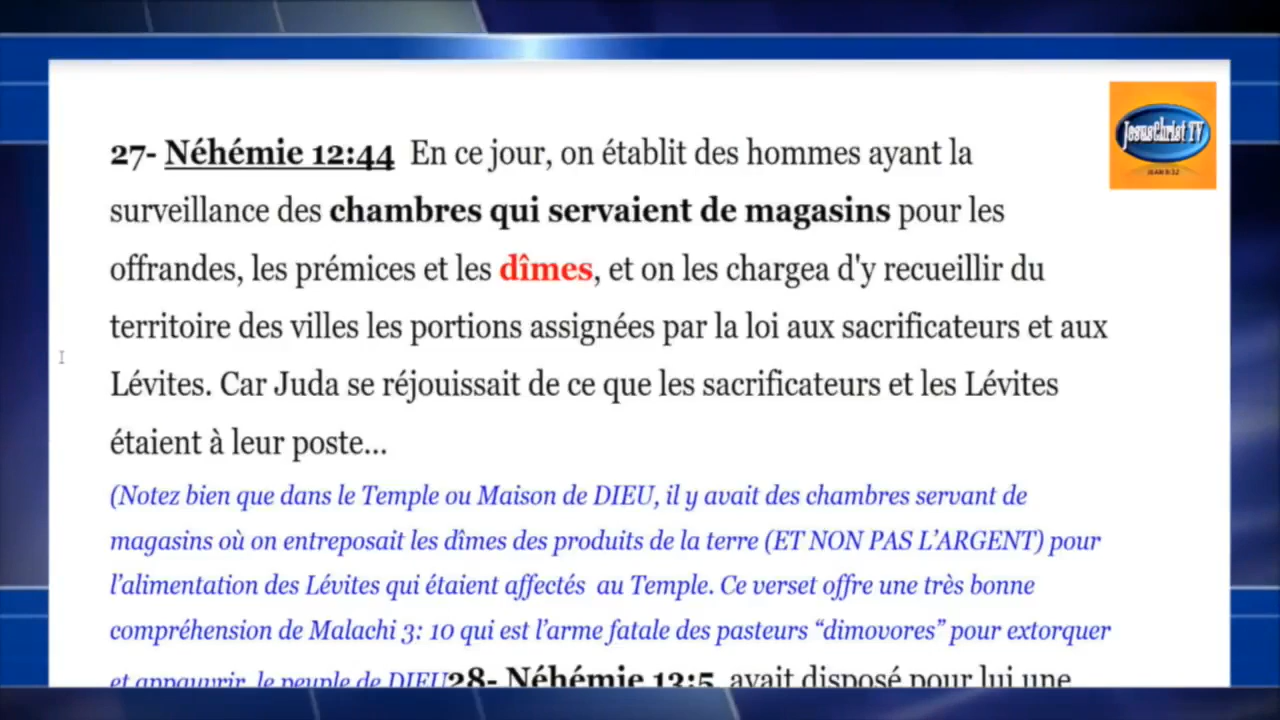 JesusChrist TV
27- Néhémie 12:44 En ce jour, on établit des hommes ayant la
surveillance des chambres qui servaient de magasins pour les
offrandes, les prémices et les dîmes, et on les chargea d'y recueillir du
territoire des villes les portions assignées par la loi aux sacrificateurs et aux
Lévites. Car Juda se réjouissait de ce que les sacrificateurs et les Lévites
étaient à leur poste...
(Notez bien que dans le Temple ou Maison de DIEU, il y avait des chambres servant de
magasins où on entreposait les dîmes des produits de la terre (ET NON PAS L’ARGENT) pour
l’alimentation des Lévites qui étaient affectés au Temple. Ce verset offre une très bonne
compréhension de Malachi 3: 10 qui est l’arme fatale des pasteurs “dimovores” pour extorquer
et appauvrir le peuple de DIEU28- Néhémie 13:5 avait disposé pour lui une